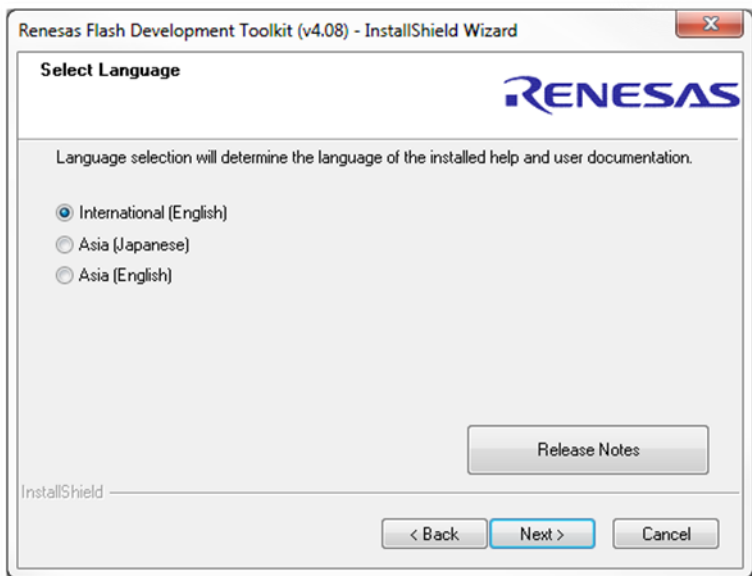 Renesas Flash Development Toolkit (v4.08) - InstallShield Wizard
Select Language
RENESAS
Language selection will determine the language of the installed help and user documentation.
International (English)
Asia (Japanese)
Asia (English)
Release Notes
InstallShield
< Back Next > Cancel